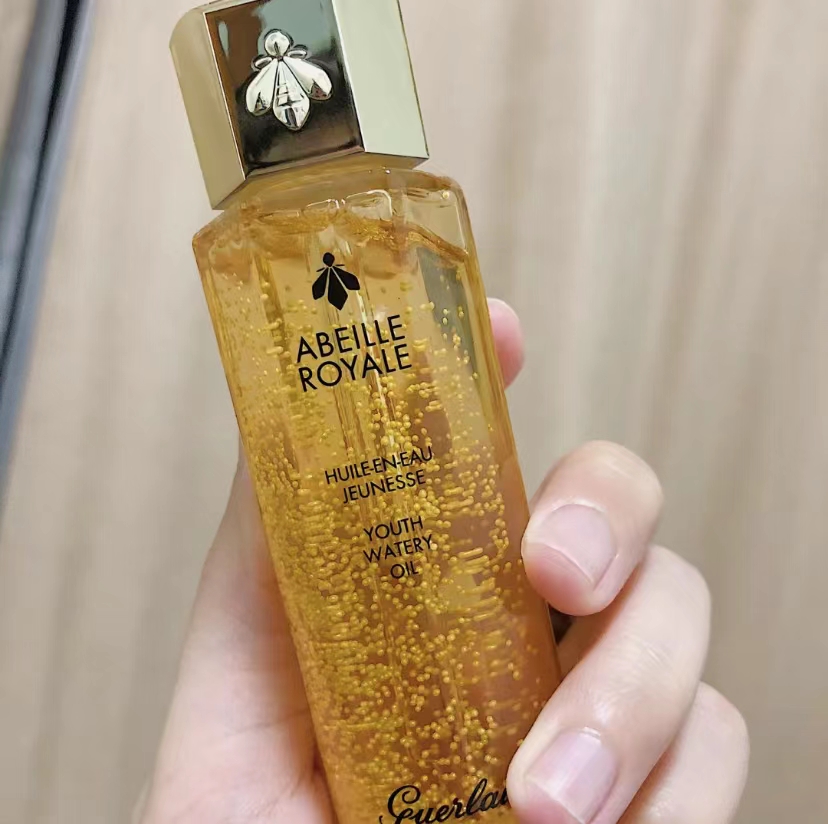 ABEILLE
ROYALE
HUILE-EN-EAU
JEUNESSE
YOUTH
WATERY
OIL